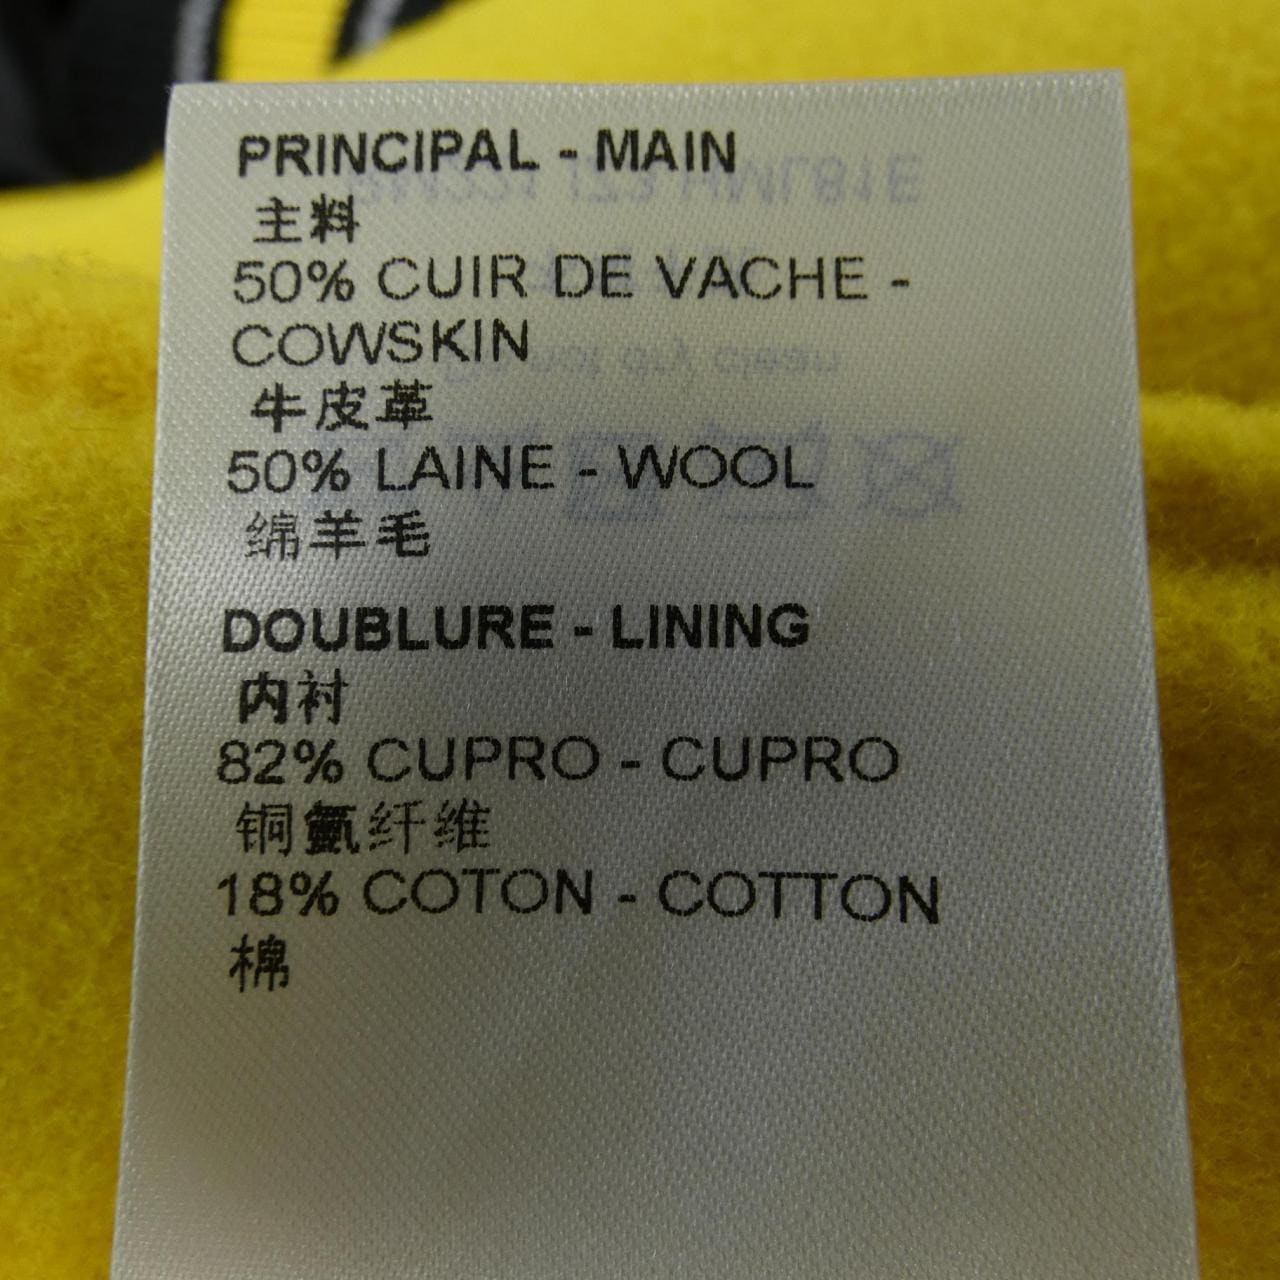 PRINCIPAL - MAIN
主料
50% CUIR DE VACHE -
COWSKIN
牛皮革
50% LAINE - WOOL
绵羊毛
DOUBLURE - LINING
内衬
82% CUPRO - CUPRO
铜氨纤维
18% COTON - COTTON
棉